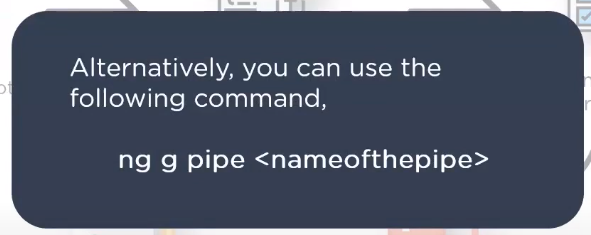 Alternatively, you can use the
following command,
ng g pipe <nameofthepipe>